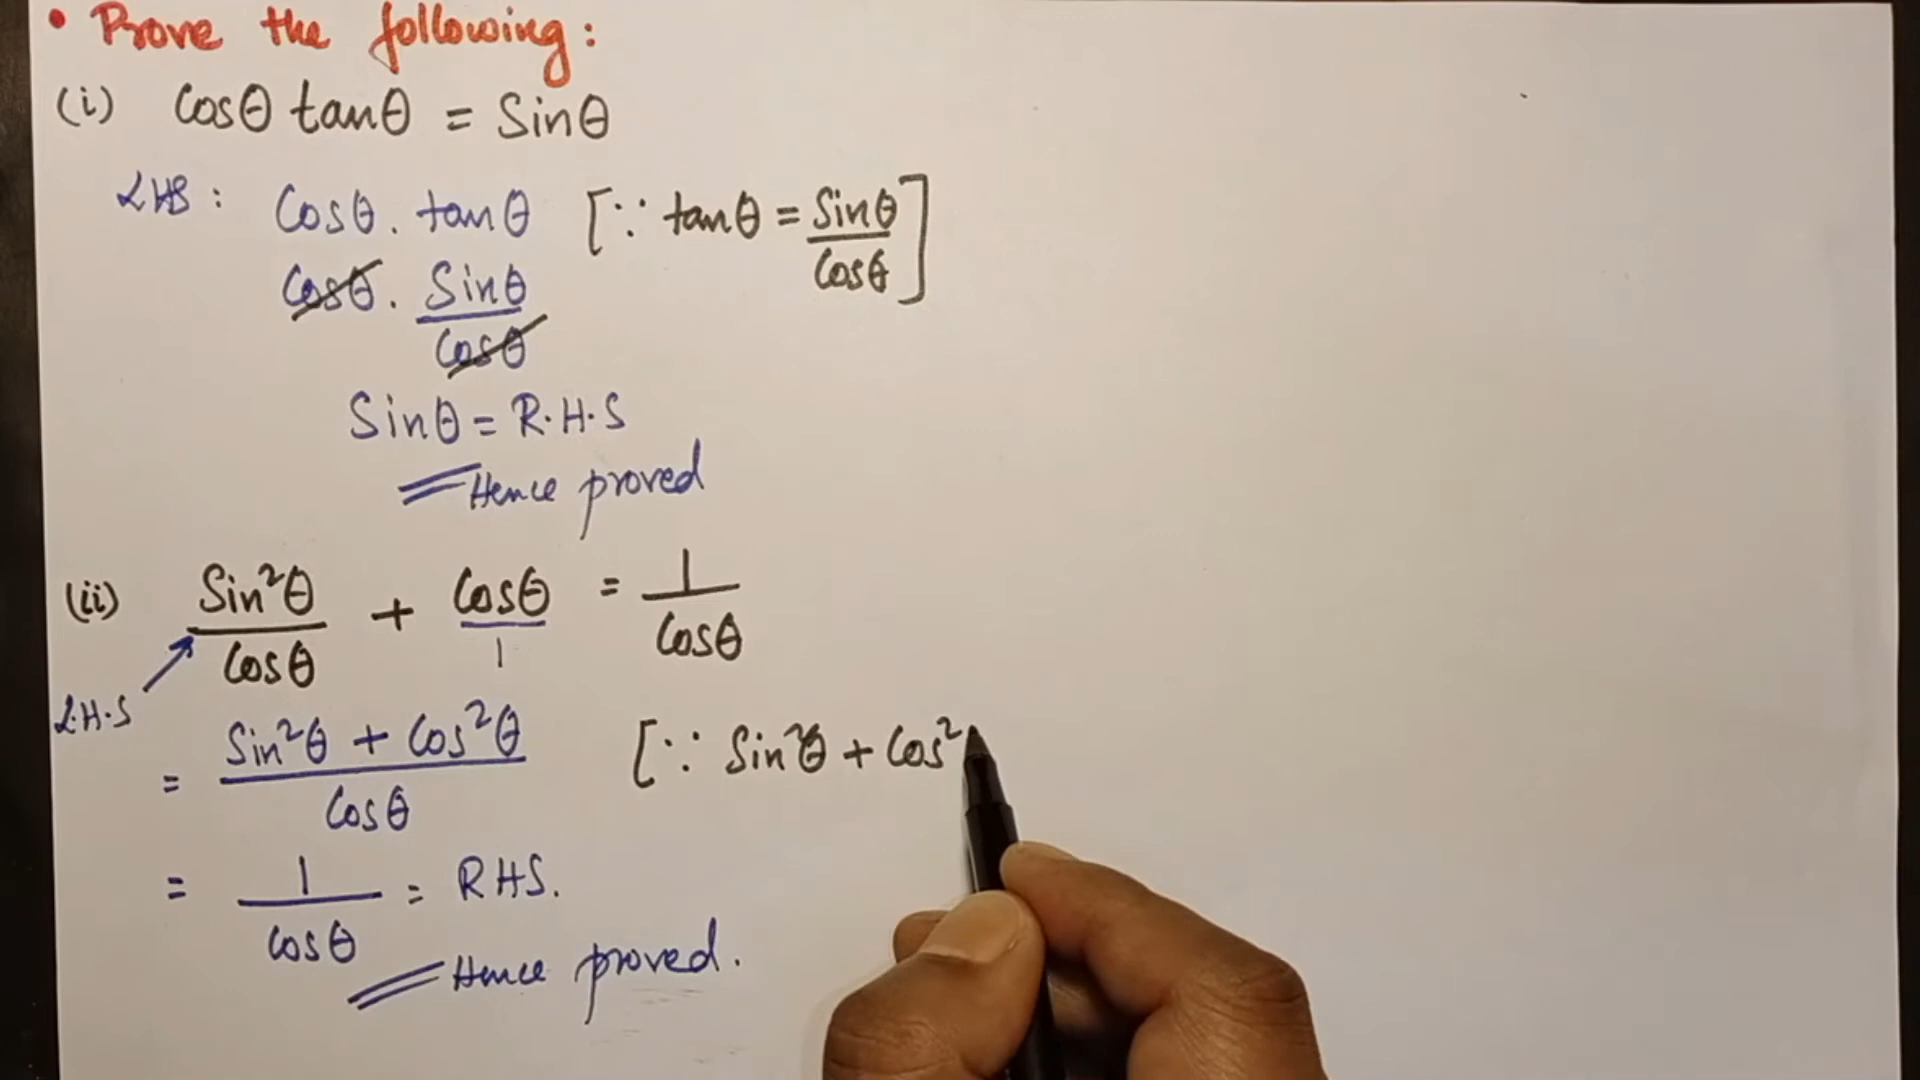 • Prove the following:
(i) Cosθ tanθ = Sinθ
LHS : Cosθ . tanθ [∵ tanθ = Sinθ/Cosθ]
Cosθ . Sinθ/Cosθ
Sinθ = R.H.S
Hence proved
(ii) Sin²θ/Cosθ + Cosθ/1 = 1/Cosθ
L.H.S
= Sin²θ + Cos²θ/Cosθ [∵ Sin²θ + Cos²
= 1/Cosθ = RHS.
Hence proved.